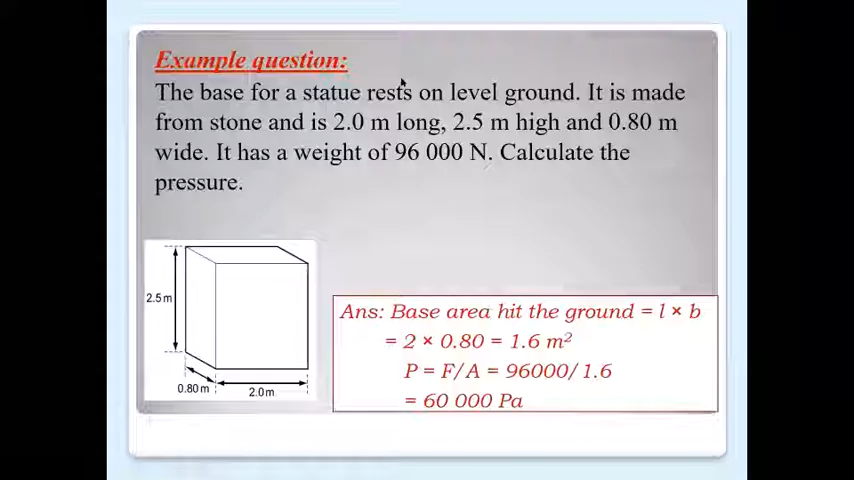 Example question:
The base for a statue rests on level ground. It is made
from stone and is 2.0 m long, 2.5 m high and 0.80 m
wide. It has a weight of 96 000 N. Calculate the
pressure.
2.5 m
0.80 m
2.0 m
Ans: Base area hit the ground = l × b
= 2 × 0.80 = 1.6 m²
P = F/A = 96000/1.6
= 60 000 Pa